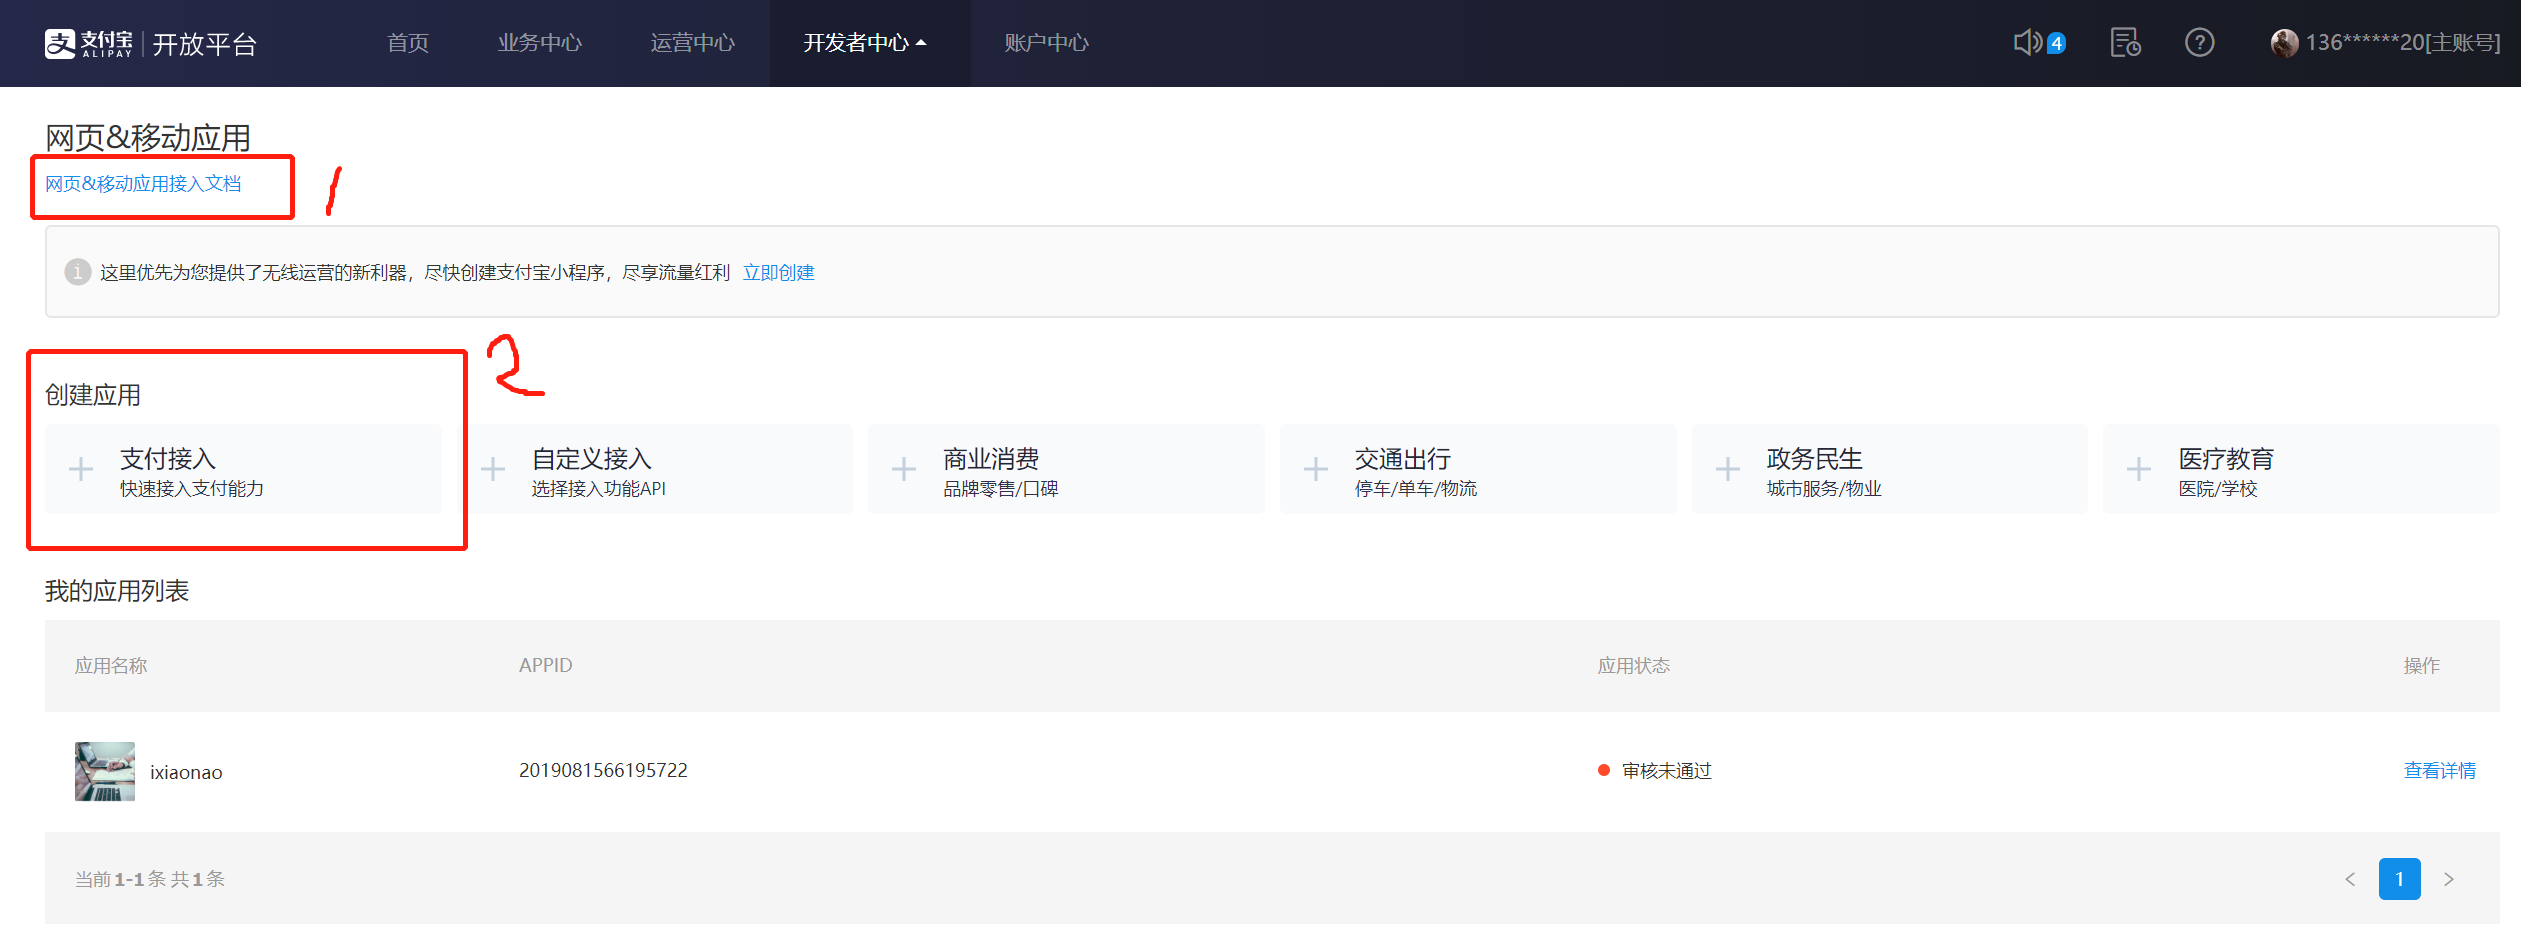 支付宝 ALIPAY 开放平台 首页 业务中心 运营中心 开发者中心 账户中心 4 136******20[主账号]
网页&移动应用
网页&移动应用接入文档 1
这里优先为您提供了无线运营的新利器，尽快创建支付宝小程序，尽享流量红利 立即创建
2
创建应用
支付接入 自定义接入 商业消费 交通出行 政务民生 医疗教育
快速接入支付能力 选择接入功能API 品牌零售/口碑 停车/单车/物流 城市服务/物业 医院/学校
我的应用列表
应用名称 APPID 应用状态 操作
ixiaonao 2019081566195722 审核未通过 查看详情
当前1-1条 共1条 < 1 >